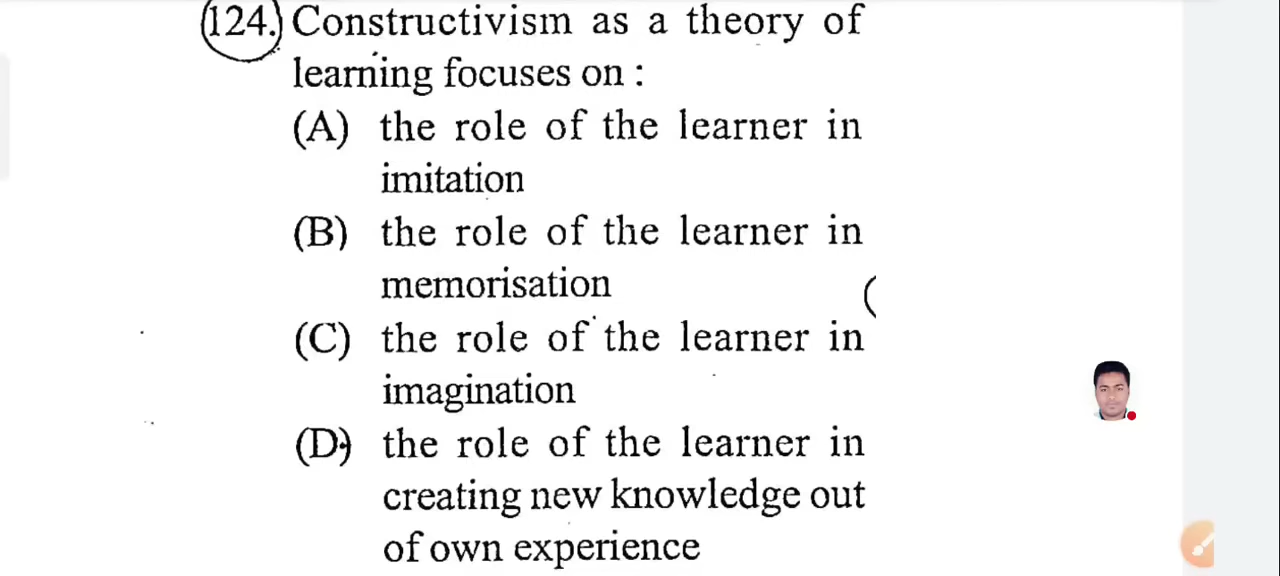 124. Constructivism as a theory of
learning focuses on :
(A) the role of the learner in
imitation
(B) the role of the learner in
memorisation
(C) the role of the learner in
imagination
(D) the role of the learner in
creating new knowledge out
of own experience